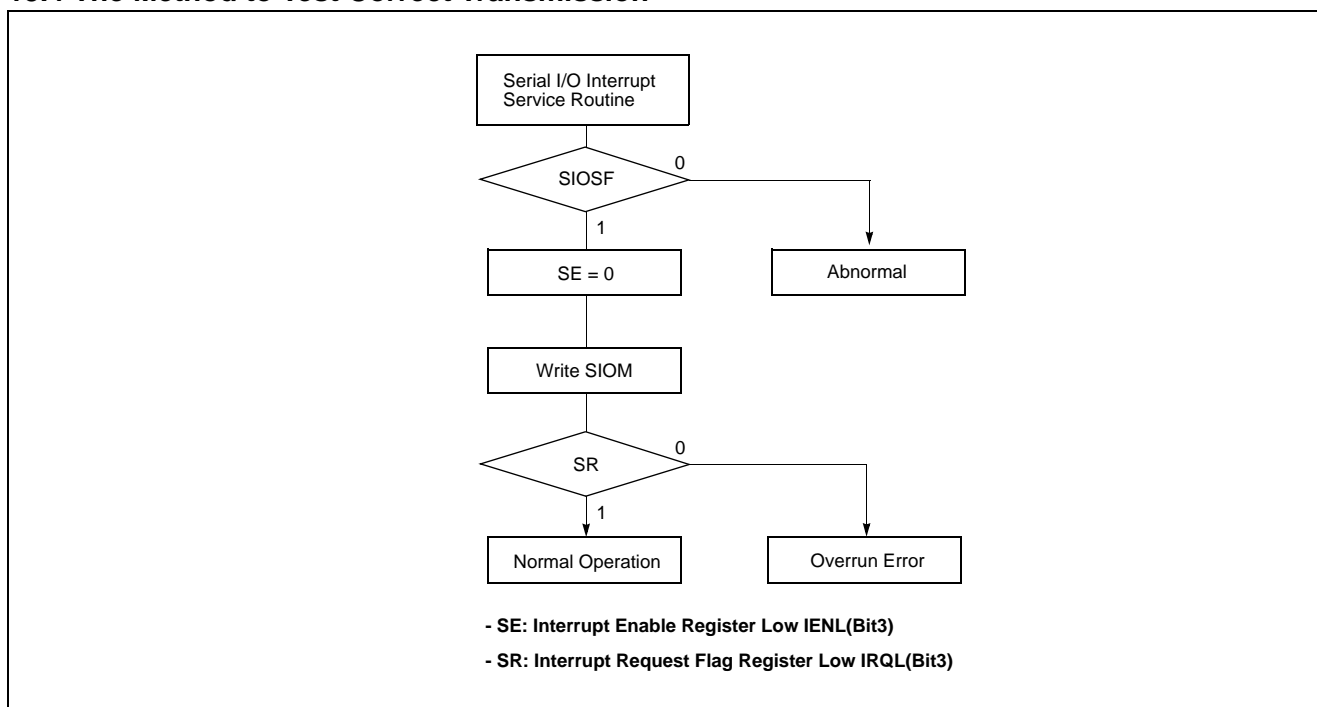 Serial I/O Interrupt
Service Routine
SIOSF
0
1
SE = 0
Abnormal
Write SIOM
SR
0
1
Normal Operation
Overrun Error
- SE: Interrupt Enable Register Low IENL(Bit3)
- SR: Interrupt Request Flag Register Low IRQL(Bit3)